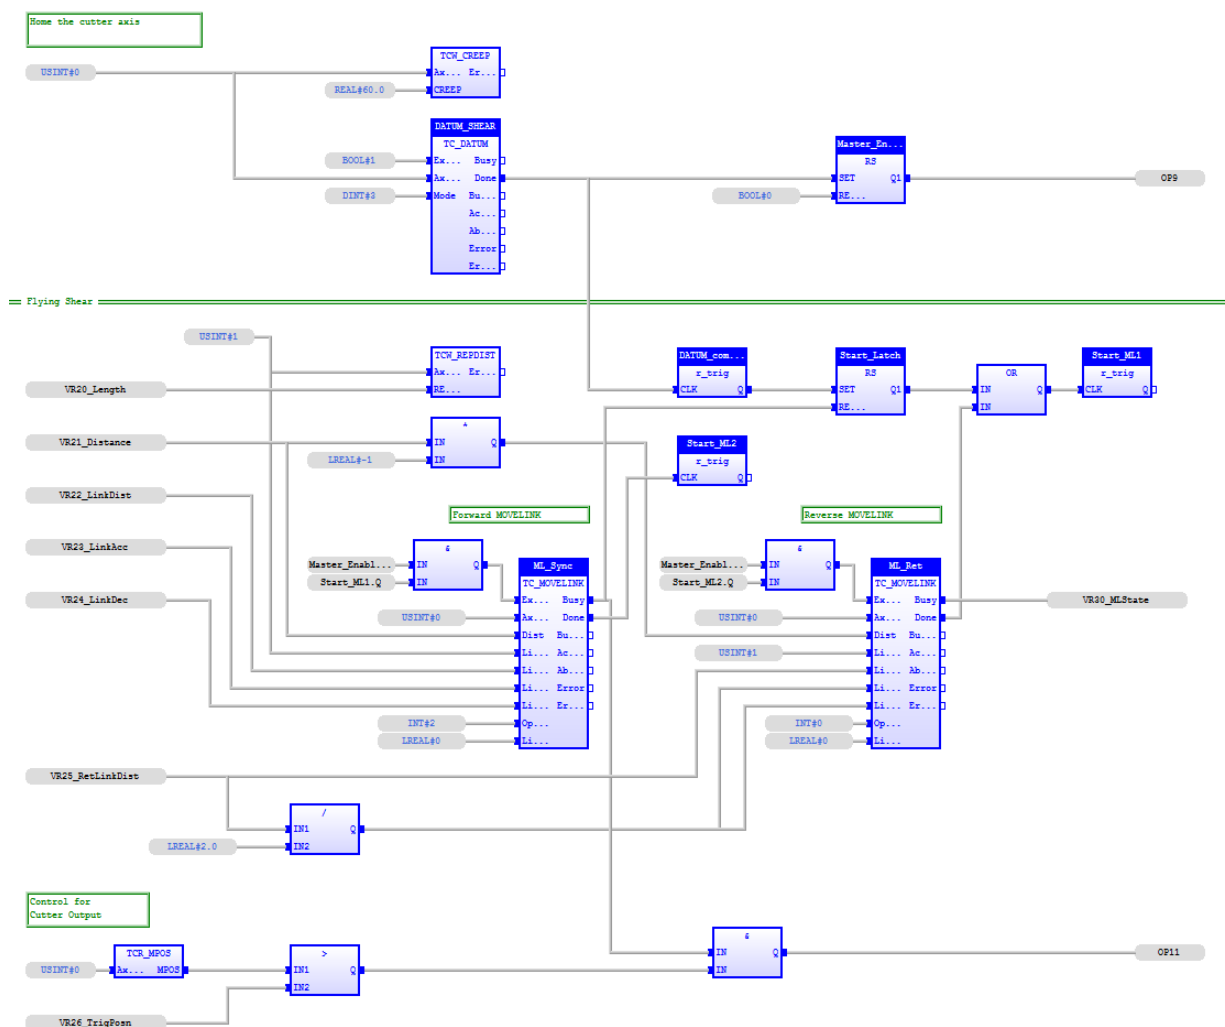 Home the cutter axis
TCW_CREEP
USINT#0
Ax... Er...
REAL#60.0
CREEP
DATUM_SHEAR
TC_DATUM
Master_En...
BOOL#1
Ex... Busy
RS
Ax... Done
SET Q1
OP9
DINT#3
Mode Bu...
BOOL#0
RE...
Ac...
Ab...
Error
Er...
Flying Shear
USINT#1
TCW_REPDIST
DATUM_com...
Start_Latch
Start_ML1
Ax... Er...
r_trig
RS
OR
r_trig
VR20_Length
RE...
CLK Q
SET Q1
IN Q
CLK Q
RE...
IN
*
VR21_Distance
IN Q
Start_ML2
LREAL#-1
IN
r_trig
CLK Q
VR22_LinkDist
Forward MOVELINK
Reverse MOVELINK
VR23_LinkAcc
&
&
Master_Enabl...
IN Q
ML_Sync
Master_Enabl...
IN Q
ML_Ret
Start_ML1.Q
IN
TC_MOVELINK
Start_ML2.Q
IN
TC_MOVELINK
VR24_LinkDec
Ex... Busy
Ex... Busy
VR30_MLState
USINT#0
Ax... Done
USINT#0
Ax... Done
Dist Bu...
Dist Bu...
Li... Ac...
USINT#1
Li... Ac...
Li... Ab...
Li... Ab...
Li... Error
Li... Error
Li... Er...
Li... Er...
INT#2
Op...
INT#0
Op...
LREAL#0
Li...
LREAL#0
Li...
VR25_RetLinkDist
/
IN1 Q
LREAL#2.0
IN2
Control for
Cutter Output
TCR_MPOS
>
&
IN Q
OP11
USINT#0
Ax... MPOS
IN1 Q
IN
IN2
VR26_TrigPosn